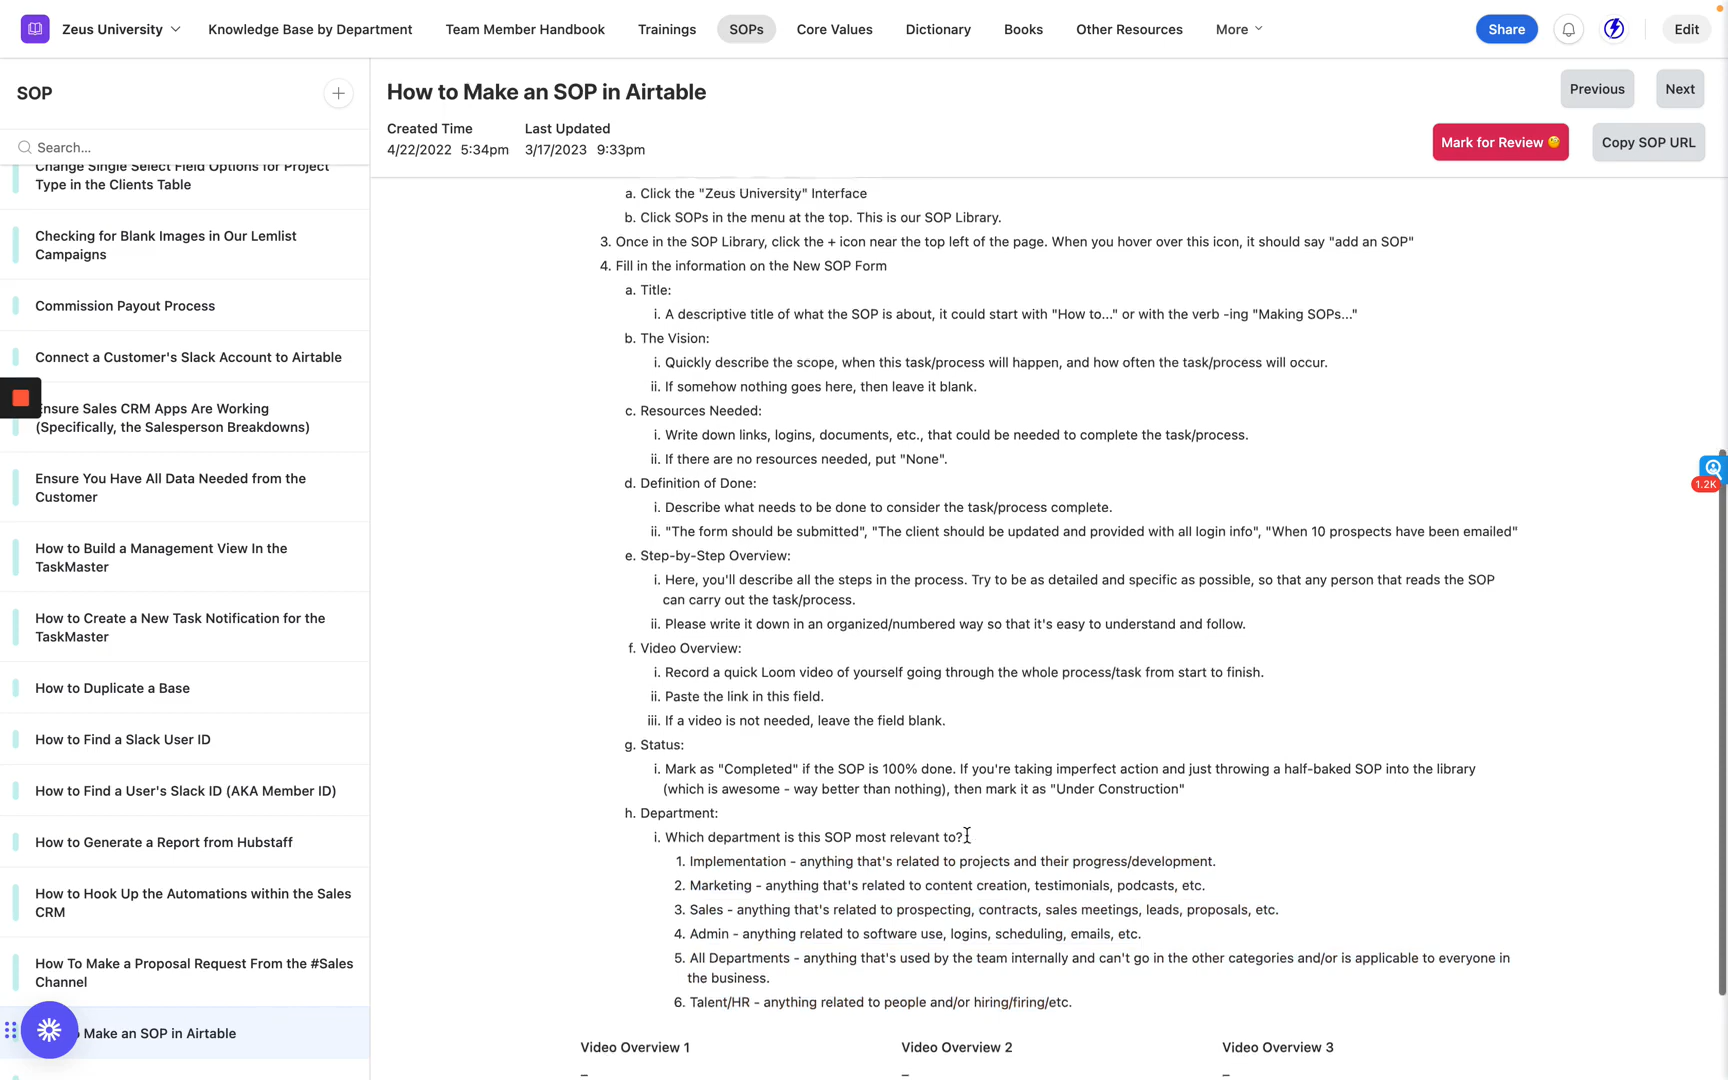 Zeus University
Knowledge Base by Department
Team Member Handbook
Trainings
SOPs
Core Values
Dictionary
Books
Other Resources
More
Share
Edit
SOP
Search...
Change Single Select Field Options for Project
Type in the Clients Table
Checking for Blank Images in Our Lemlist
Campaigns
Commission Payout Process
Connect a Customer's Slack Account to Airtable
Ensure Sales CRM Apps Are Working
(Specifically, the Salesperson Breakdowns)
Ensure You Have All Data Needed from the
Customer
How to Build a Management View In the
TaskMaster
How to Create a New Task Notification for the
TaskMaster
How to Duplicate a Base
How to Find a Slack User ID
How to Find a User's Slack ID (AKA Member ID)
How to Generate a Report from Hubstaff
How to Hook Up the Automations within the Sales
CRM
How To Make a Proposal Request From the #Sales
Channel
Make an SOP in Airtable
How to Make an SOP in Airtable
Previous
Next
Created Time
Last Updated
4/22/2022 5:34pm
3/17/2023 9:33pm
Mark for Review
Copy SOP URL
a. Click the "Zeus University" Interface
b. Click SOPs in the menu at the top. This is our SOP Library.
3. Once in the SOP Library, click the + icon near the top left of the page. When you hover over this icon, it should say "add an SOP"
4. Fill in the information on the New SOP Form
a. Title:
i. A descriptive title of what the SOP is about, it could start with "How to..." or with the verb -ing "Making SOPs..."
b. The Vision:
i. Quickly describe the scope, when this task/process will happen, and how often the task/process will occur.
ii. If somehow nothing goes here, then leave it blank.
c. Resources Needed:
i. Write down links, logins, documents, etc., that could be needed to complete the task/process.
ii. If there are no resources needed, put "None".
d. Definition of Done:
i. Describe what needs to be done to consider the task/process complete.
ii. "The form should be submitted", "The client should be updated and provided with all login info", "When 10 prospects have been emailed"
e. Step-by-Step Overview:
i. Here, you'll describe all the steps in the process. Try to be as detailed and specific as possible, so that any person that reads the SOP
can carry out the task/process.
ii. Please write it down in an organized/numbered way so that it's easy to understand and follow.
f. Video Overview:
i. Record a quick Loom video of yourself going through the whole process/task from start to finish.
ii. Paste the link in this field.
iii. If a video is not needed, leave the field blank.
g. Status:
i. Mark as "Completed" if the SOP is 100% done. If you're taking imperfect action and just throwing a half-baked SOP into the library
(which is awesome - way better than nothing), then mark it as "Under Construction"
h. Department:
i. Which department is this SOP most relevant to?
1. Implementation - anything that's related to projects and their progress/development.
2. Marketing - anything that's related to content creation, testimonials, podcasts, etc.
3. Sales - anything that's related to prospecting, contracts, sales meetings, leads, proposals, etc.
4. Admin - anything related to software use, logins, scheduling, emails, etc.
5. All Departments - anything that's used by the team internally and can't go in the other categories and/or is applicable to everyone in
the business.
6. Talent/HR - anything related to people and/or hiring/firing/etc.
Video Overview 1
Video Overview 2
Video Overview 3
–
–
–
1.2K